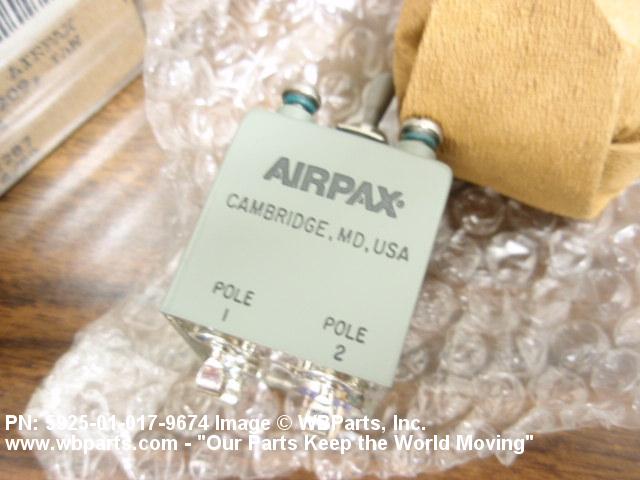 AIRPAX
AIRPAX
CAMBRIDGE, MD, USA
POLE POLE
1 2
PN: 5925-01-017-9674 Image © WBParts, Inc.
www.wbparts.com - "Our Parts Keep the World Moving"